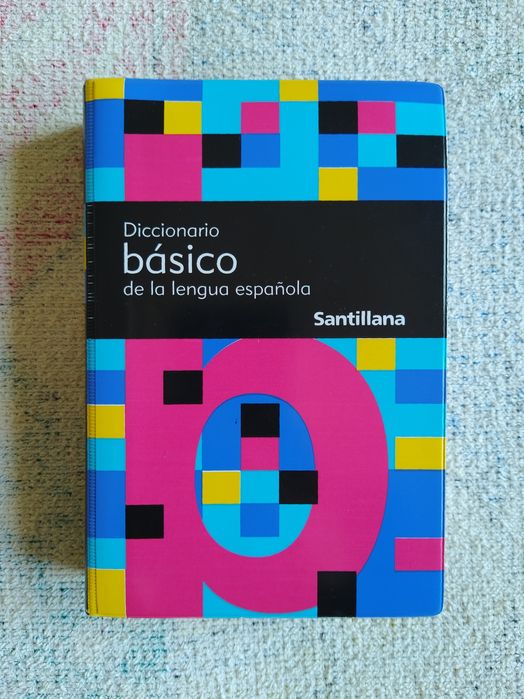 Diccionario
básico
de la lengua española
Santillana
b